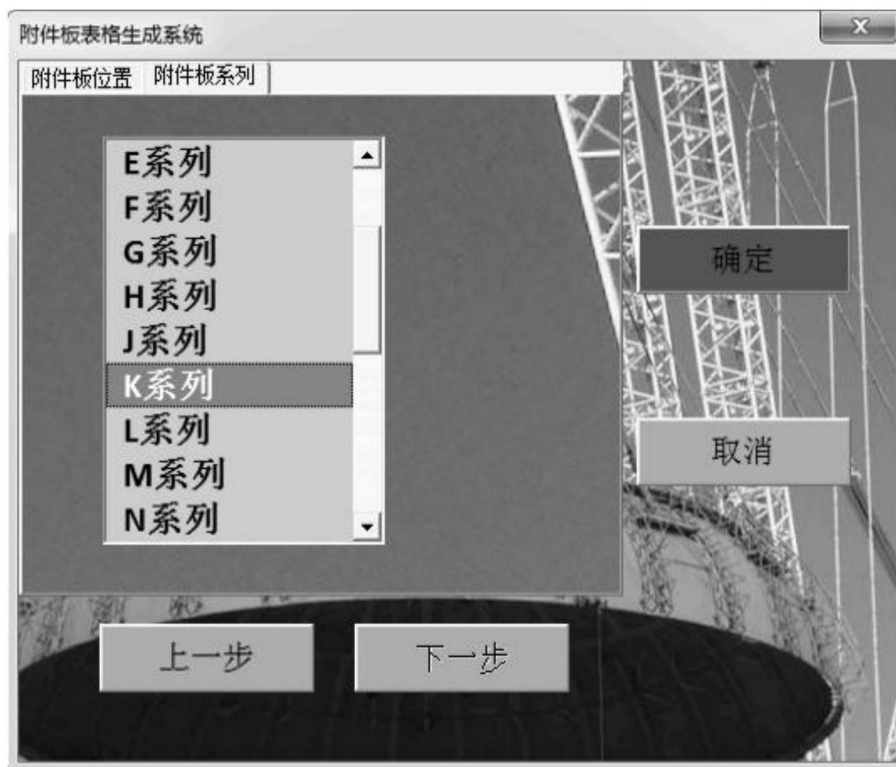 附件板表格生成系统
附件板位置 附件板系列
E系列
F系列
G系列
H系列
J系列
K系列
L系列
M系列
N系列
确定
取消
上一步 下一步